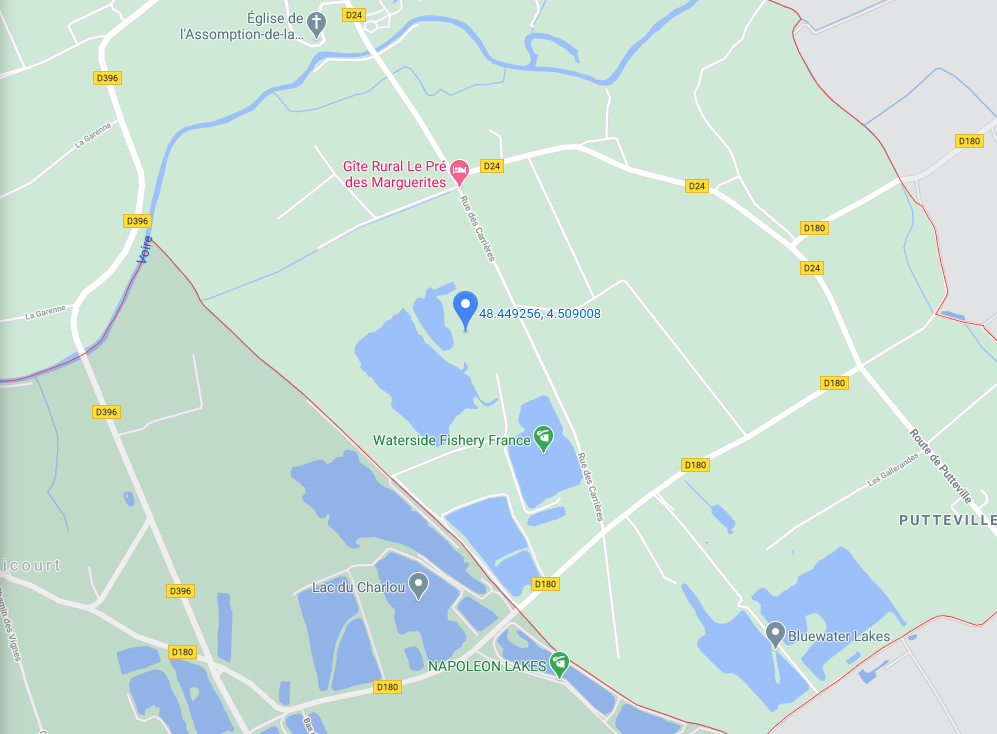 Église de
l'Assomption-de-la...
D24
D396
La Garenne
D180
Gîte Rural Le Pré
des Marguerites
D24
D24
Rue des Carrières
D396
Voire
D180
D24
La Garenne
48.449256, 4.509008
D180
D396
Waterside Fishery France
Route de Putteville
Les Gallerandes
D180
Rue des Carrières
PUTTEVILLE
icourt
D396
Lac du Charlou
D180
hemin des Vignes
Bluewater Lakes
D180
NAPOLEON LAKES
D180